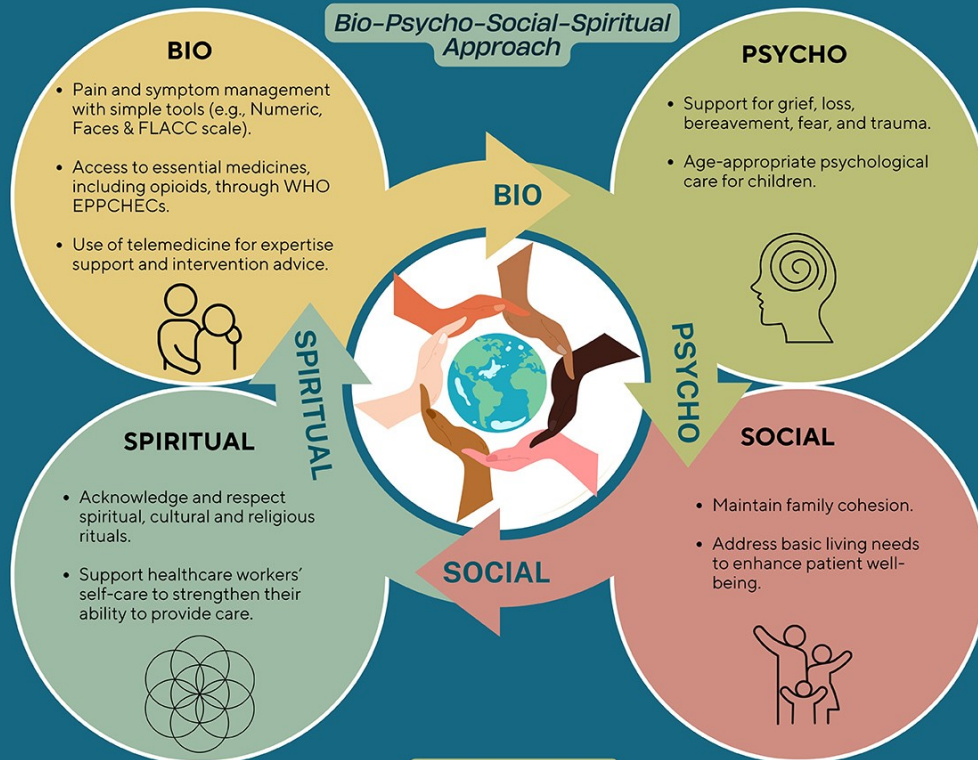 Bio-Psycho-Social-Spiritual
Approach
BIO
• Pain and symptom management
with simple tools (e.g., Numeric,
Faces & FLACC scale).
• Access to essential medicines,
including opioids, through WHO
EPPCHECs.
• Use of telemedicine for expertise
support and intervention advice.
PSYCHO
• Support for grief, loss,
bereavement, fear, and trauma.
• Age-appropriate psychological
care for children.
BIO
PSYCHO
SOCIAL
SPIRITUAL
SPIRITUAL
• Acknowledge and respect
spiritual, cultural and religious
rituals.
• Support healthcare workers’
self-care to strengthen their
ability to provide care.
SOCIAL
• Maintain family cohesion.
• Address basic living needs
to enhance patient well-
being.